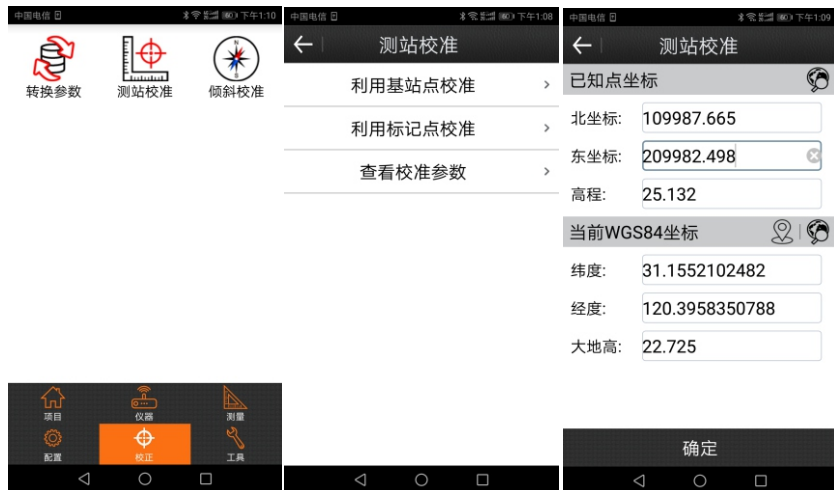 中国电信 下午1:10
转换参数 测站校准 倾斜校准
项目 仪器 测量
配置 校正 工具
中国电信 下午1:08
测站校准
利用基站点校准
利用标记点校准
查看校准参数
中国电信 下午1:09
测站校准
已知点坐标
北坐标: 109987.665
东坐标: 209982.498
高程: 25.132
当前WGS84坐标
纬度: 31.1552102482
经度: 120.3958350788
大地高: 22.725
确定